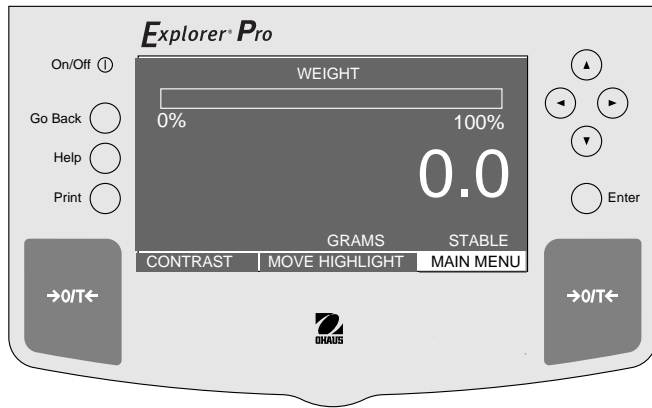 Explorer® Pro
On/Off
Go Back
Help
Print
WEIGHT
0% 100%
0.0
GRAMS STABLE
CONTRAST MOVE HIGHLIGHT MAIN MENU
Enter
→0/T← →0/T←
OHAUS